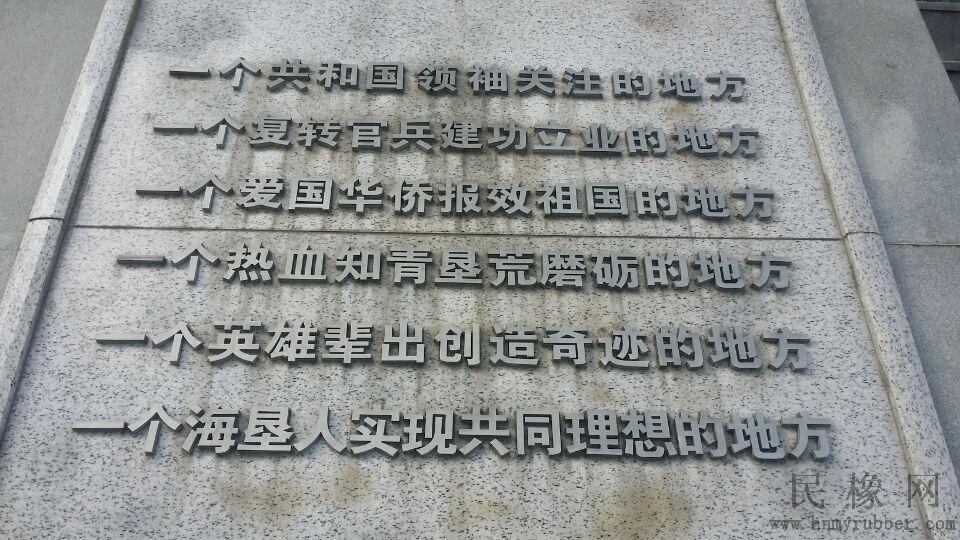 一个共和国领袖关注的地方
一个复转官兵建功立业的地方
一个爱国华侨报效祖国的地方
一个热血知青垦荒磨砺的地方
一个英雄辈出创造奇迹的地方
一个海垦人实现共同理想的地方
民橡网
www.hnmyrubber.com